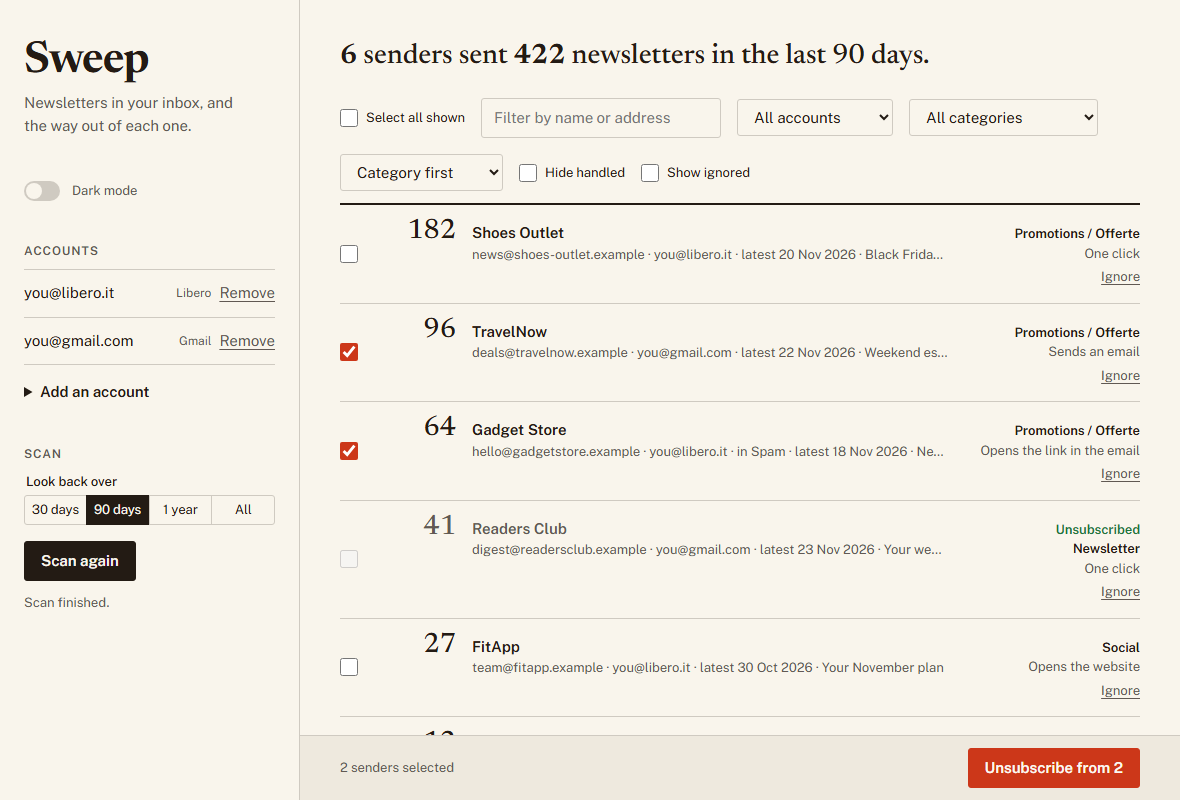 Sweep
Newsletters in your inbox, and
the way out of each one.
Dark mode
ACCOUNTS
you@libero.it Libero Remove
you@gmail.com Gmail Remove
Add an account
SCAN
Look back over
30 days 90 days 1 year All
Scan again
Scan finished.
6 senders sent 422 newsletters in the last 90 days.
Select all shown Filter by name or address All accounts All categories
Category first Hide handled Show ignored
182 Shoes Outlet Promotions / Offerte
news@shoes-outlet.example · you@libero.it · latest 20 Nov 2026 · Black Frida... One click
Ignore
96 TravelNow Promotions / Offerte
deals@travelnow.example · you@gmail.com · latest 22 Nov 2026 · Weekend es... Sends an email
Ignore
64 Gadget Store Promotions / Offerte
hello@gadgetstore.example · you@libero.it · in Spam · latest 18 Nov 2026 · Ne... Opens the link in the email
Ignore
41 Readers Club Unsubscribed
digest@readersclub.example · you@gmail.com · latest 23 Nov 2026 · Your we... Newsletter
One click
Ignore
27 FitApp Social
team@fitapp.example · you@libero.it · latest 30 Oct 2026 · Your November plan Opens the website
Ignore
2 senders selected Unsubscribe from 2